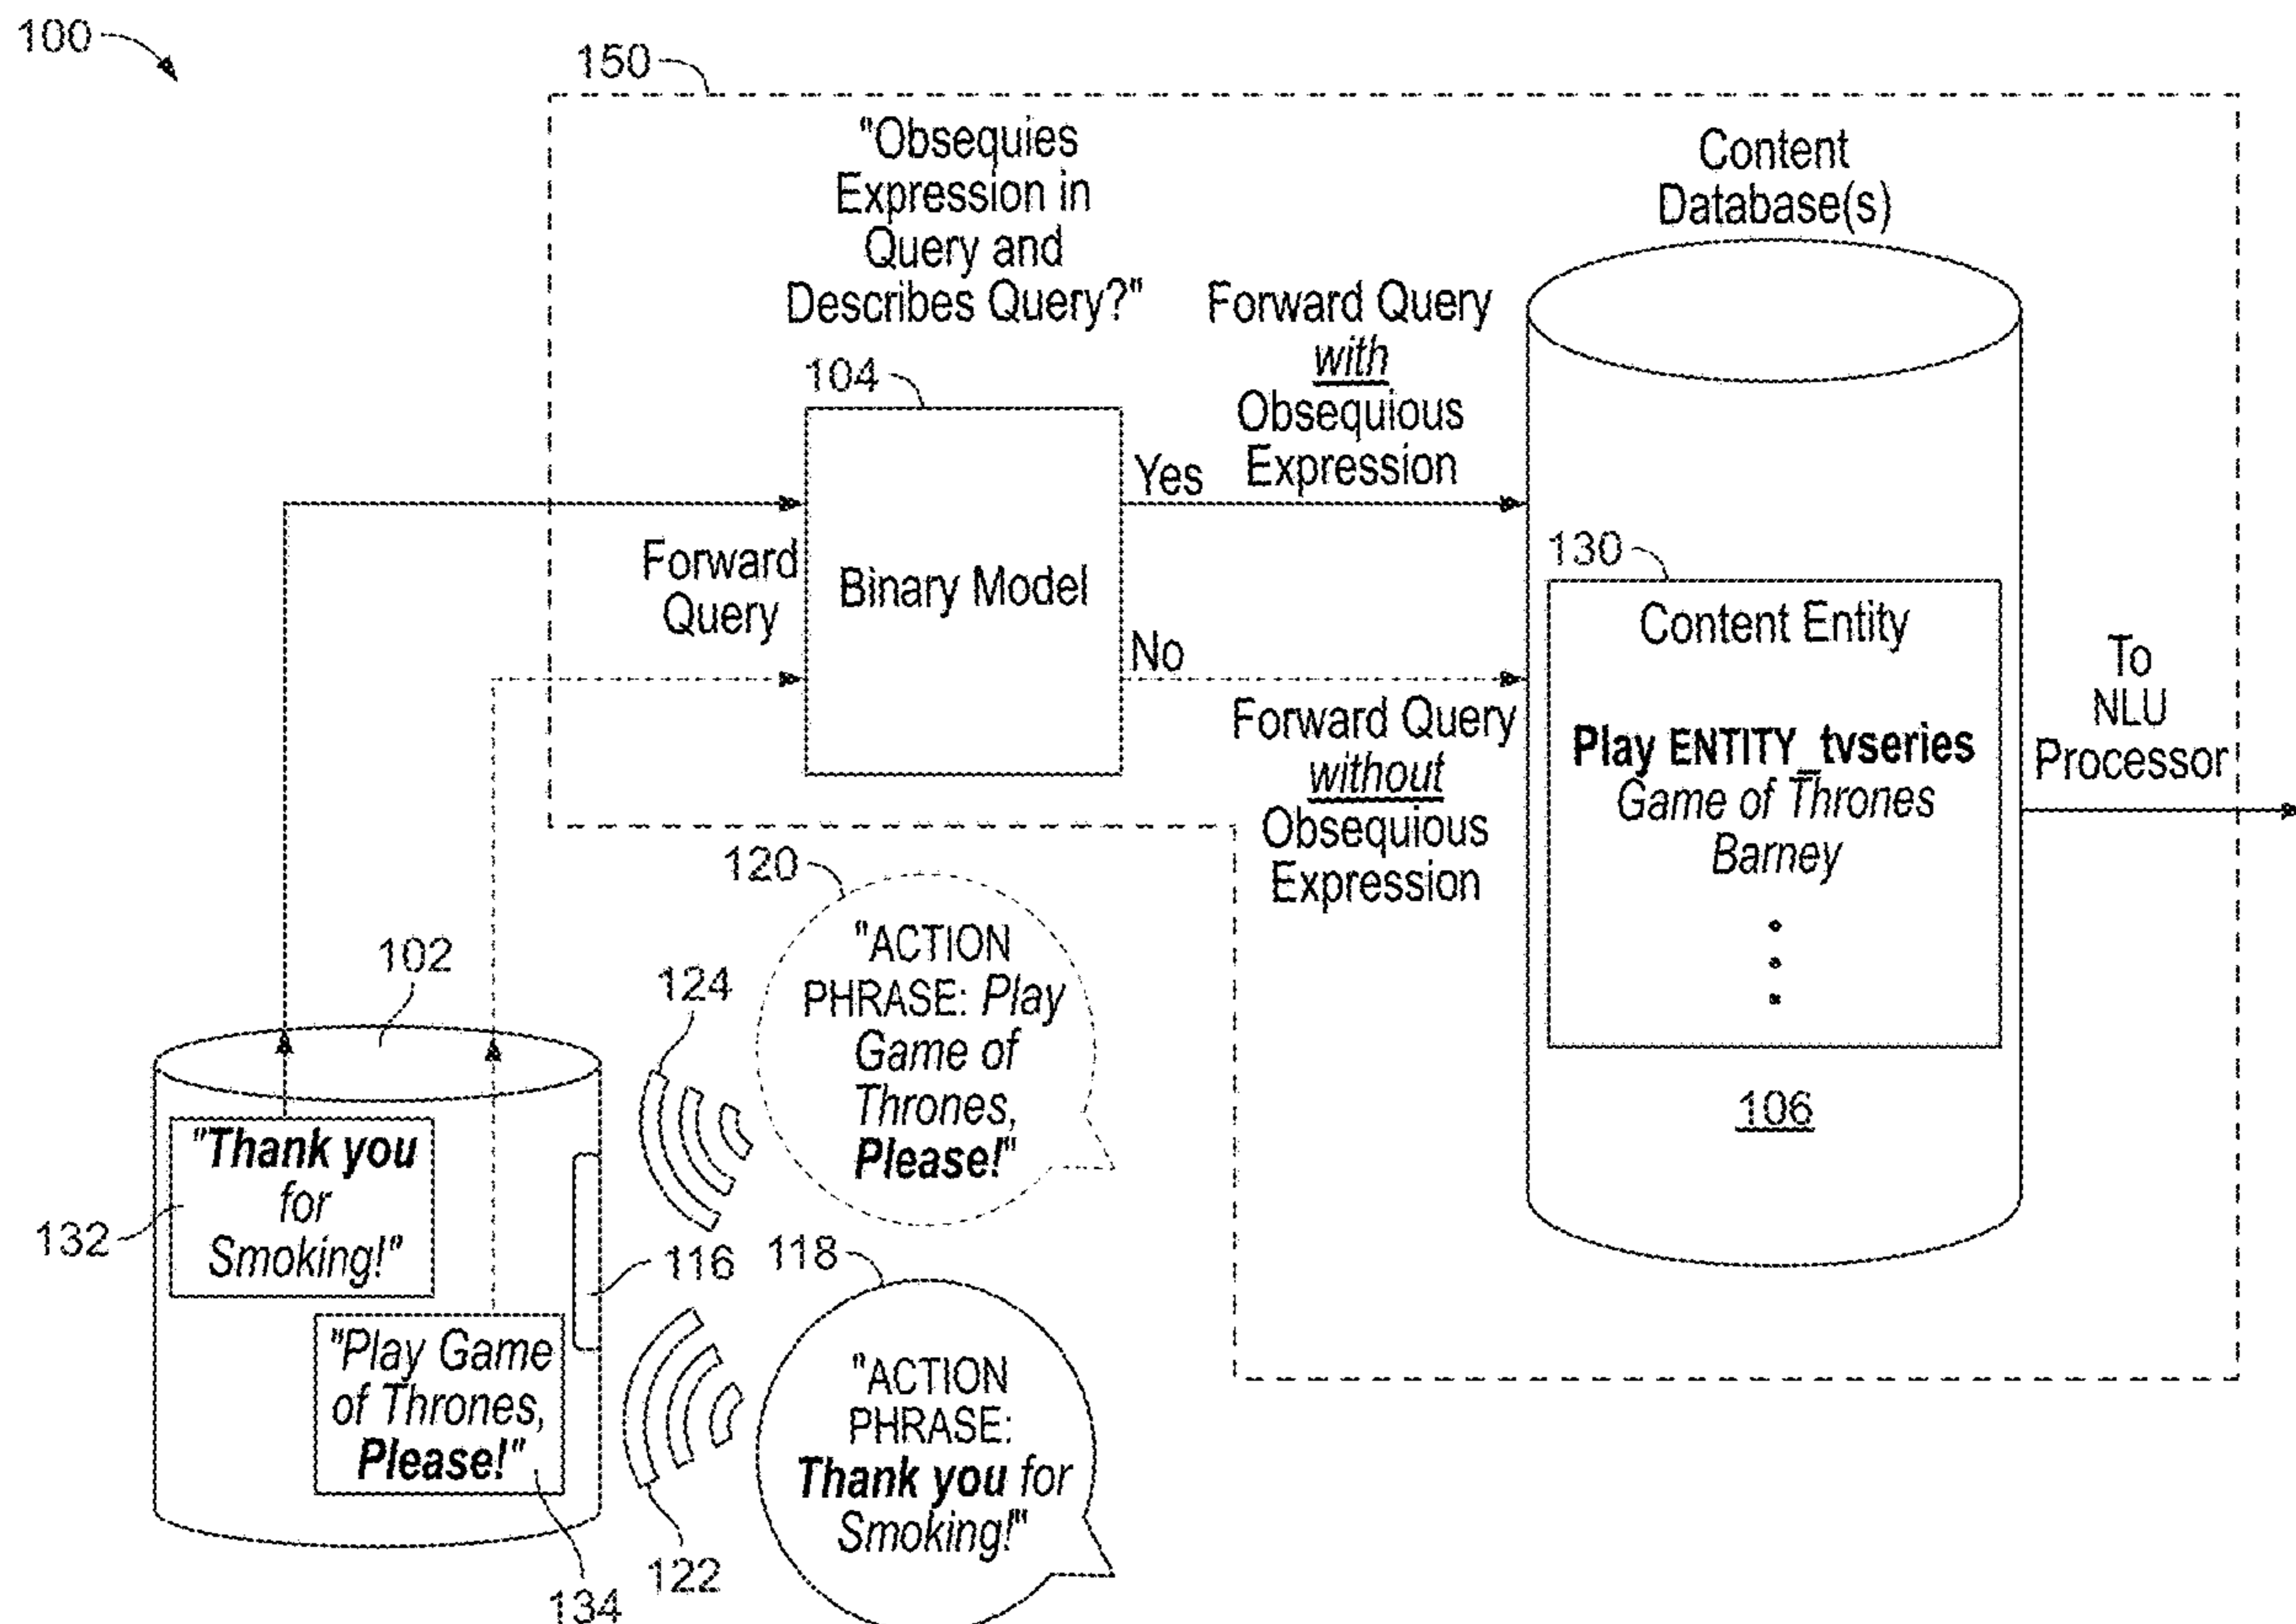 100
150
"Obsequies
Expression in
Query and
Describes Query?"
Content
Database(s)
Forward Query
with
Obsequious
Expression
104
Yes
Forward
Query
Binary Model
No
Forward Query
without
Obsequious
Expression
130
Content Entity
Play ENTITY_tvseries
Game of Thrones
Barney
106
To
NLU
Processor
120
"ACTION
PHRASE: Play
Game of
Thrones,
Please!"
124
102
"Thank you
for
Smoking!"
132
116
118
"Play Game
of Thrones,
Please!"
"ACTION
PHRASE:
Thank you for
Smoking!"
122
134